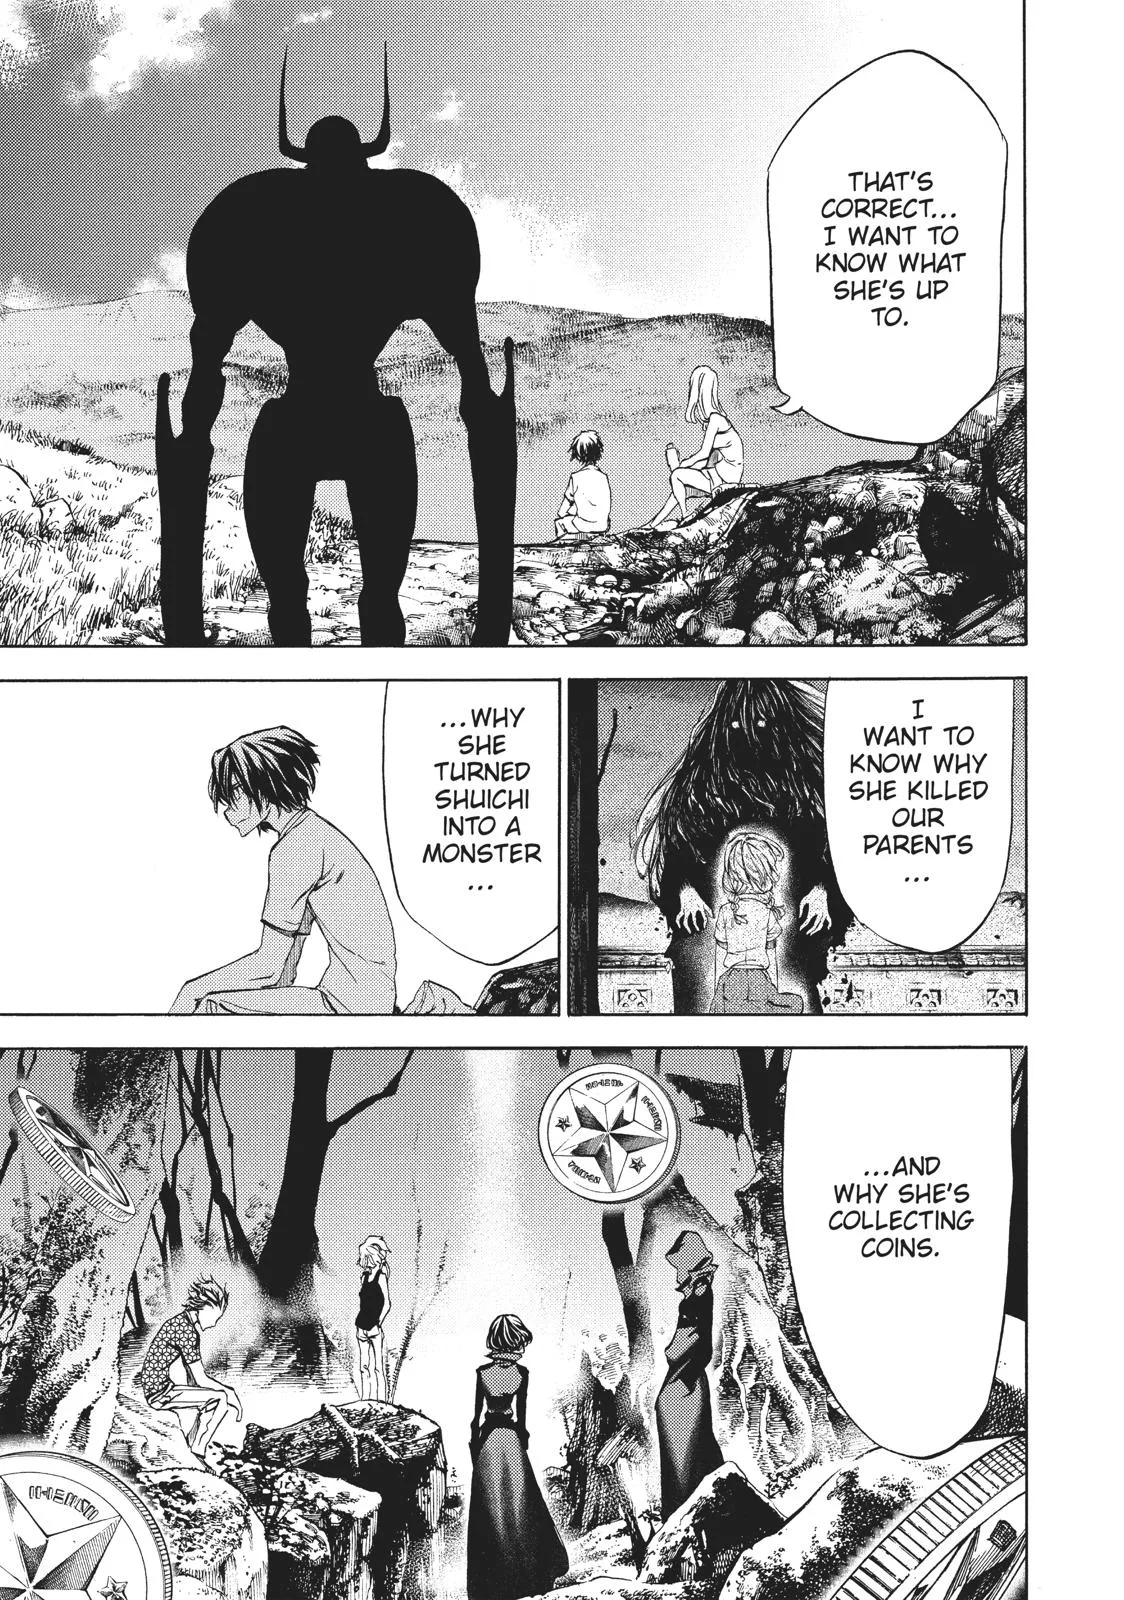 THAT'S
CORRECT...
I WANT TO
KNOW WHAT
SHE'S UP
TO.
I
WANT TO
KNOW WHY
SHE KILLED
OUR
PARENTS
...
...WHY
SHE
TURNED
SHUICHI
INTO A
MONSTER
...
...AND
WHY SHE'S
COLLECTING
COINS.